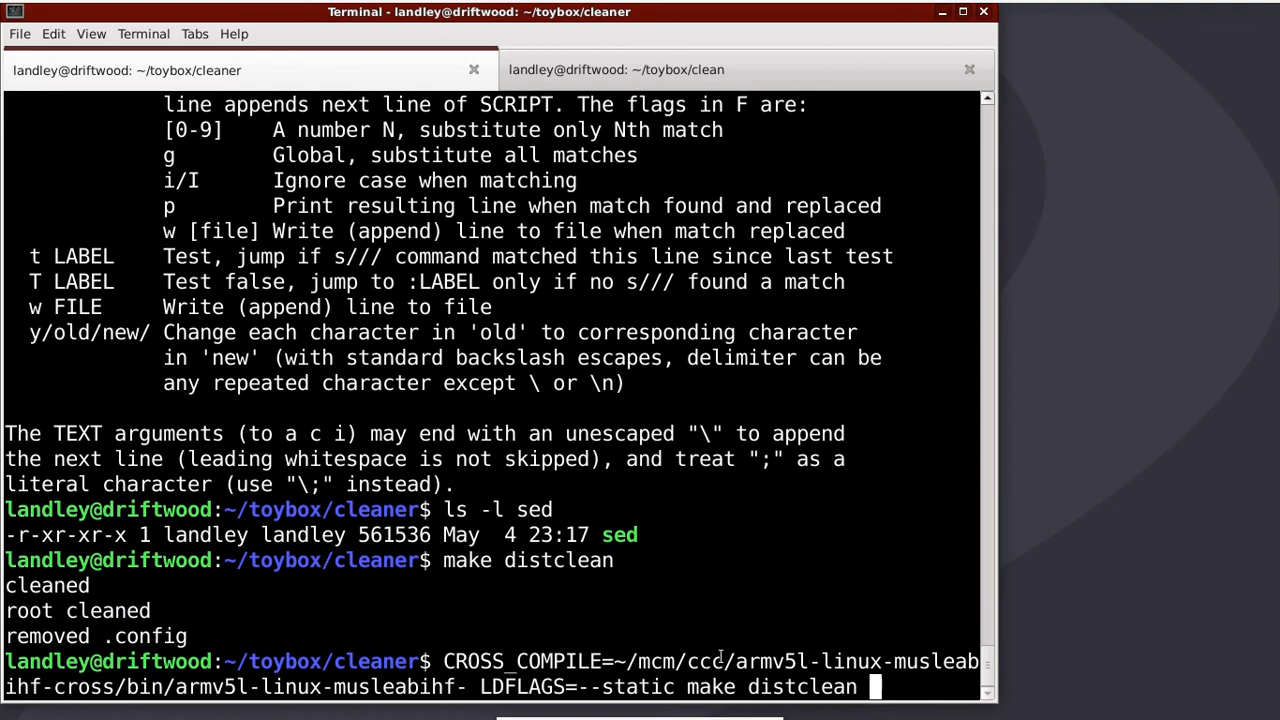 Terminal - landley@driftwood: ~/toybox/cleaner
File Edit View Terminal Tabs Help
landley@driftwood: ~/toybox/cleaner landley@driftwood: ~/toybox/clean
line appends next line of SCRIPT. The flags in F are:
[0-9] A number N, substitute only Nth match
g Global, substitute all matches
i/I Ignore case when matching
p Print resulting line when match found and replaced
w [file] Write (append) line to file when match replaced
t LABEL Test, jump if s/// command matched this line since last test
T LABEL Test false, jump to :LABEL only if no s/// found a match
w FILE Write (append) line to file
y/old/new/ Change each character in 'old' to corresponding character
in 'new' (with standard backslash escapes, delimiter can be
any repeated character except \ or \n)
The TEXT arguments (to a c i) may end with an unescaped "\" to append
the next line (leading whitespace is not skipped), and treat ";" as a
literal character (use "\;" instead).
landley@driftwood:~/toybox/cleaner$ ls -l sed
-r-xr-xr-x 1 landley landley 561536 May 4 23:17 sed
landley@driftwood:~/toybox/cleaner$ make distclean
cleaned
root cleaned
removed .config
landley@driftwood:~/toybox/cleaner$ CROSS_COMPILE=~/mcm/ccc/armv5l-linux-musleab
ihf-cross/bin/armv5l-linux-musleabihf- LDFLAGS=--static make distclean